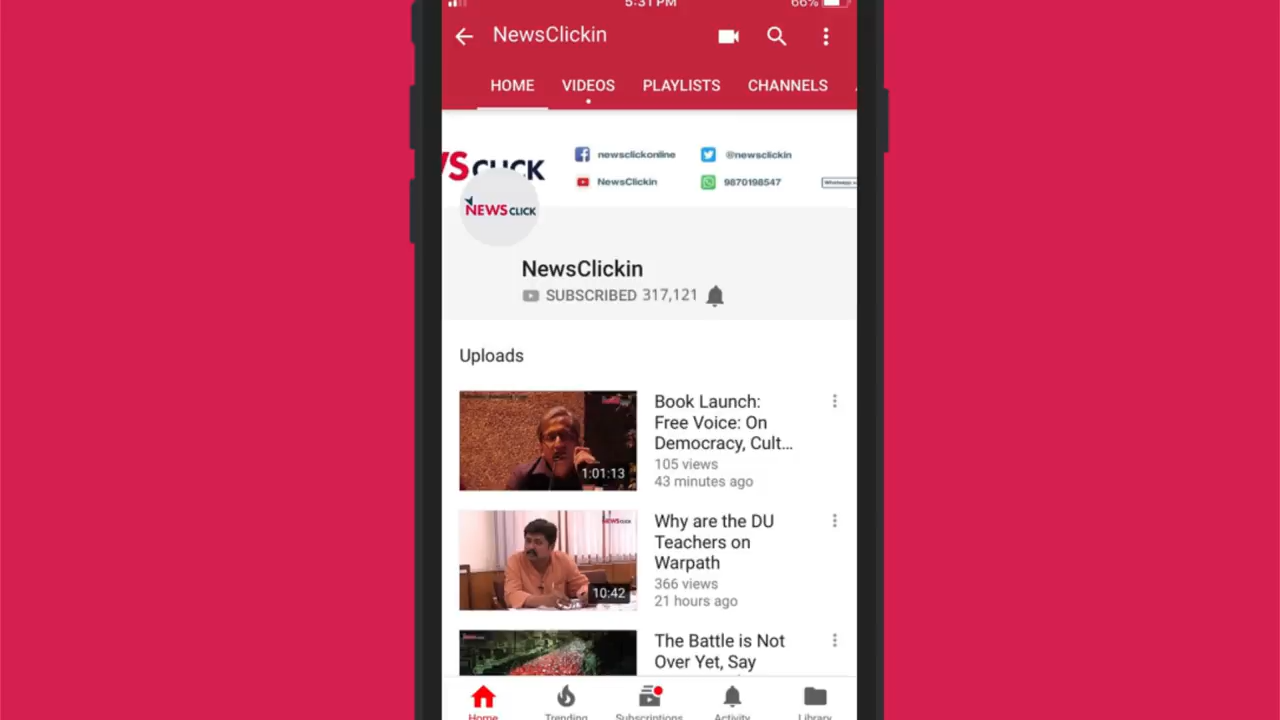 5:31 PM
66%
NewsClickin
HOME VIDEOS PLAYLISTS CHANNELS
WS CLICK
newsclickonline
@newsclickin
NewsClickin
9870198547
NEWS CLICK
NewsClickin
SUBSCRIBED 317,121
Uploads
Book Launch:
Free Voice: On
Democracy, Cult...
105 views
43 minutes ago
1:01:13
NEWSCLICK
Why are the DU
Teachers on
Warpath
366 views
21 hours ago
10:42
The Battle is Not
Over Yet, Say
Home Trending Subscriptions Activity Library